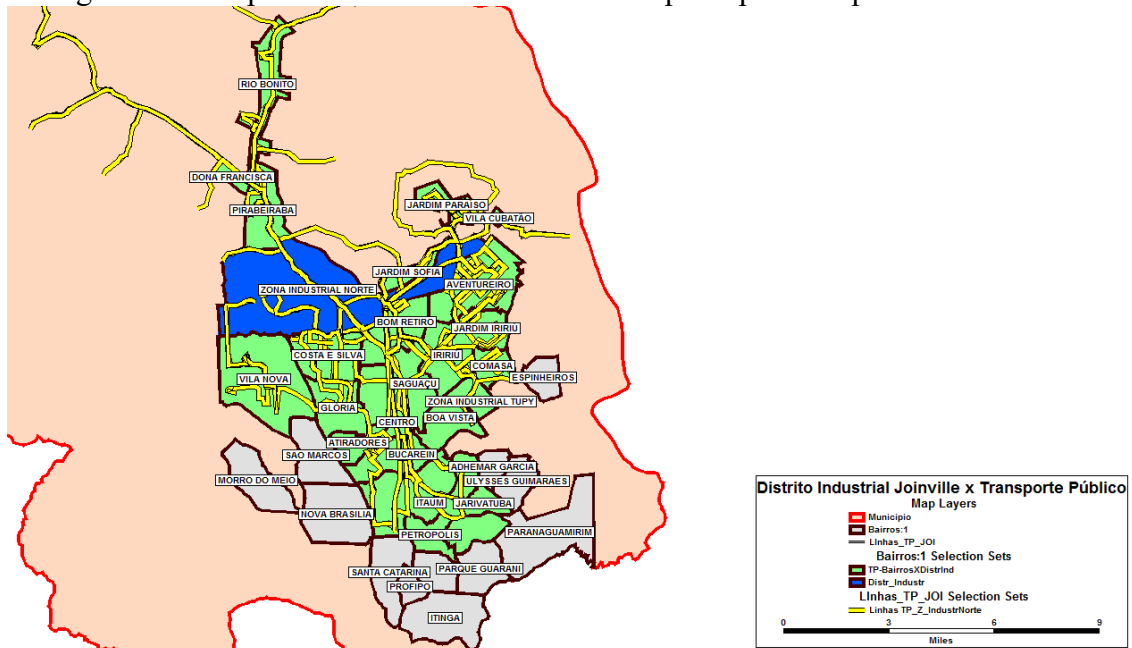 RIO BONITO
DONA FRANCISCA
PIRABEIRABA
JARDIM PARAISO
VILA CUBATÃO
JARDIM SOFIA
AVENTUREIRO
ZONA INDUSTRIAL NORTE
BOM RETIRO
JARDIM IRIRIU
COSTA E SILVA
IRIRIÚ
COMASA
ESPINHEIROS
VILA NOVA
SAGUAÇU
ZONA INDUSTRIAL TUPY
GLÓRIA
BOA VISTA
CENTRO
ATIRADORES
BUCAREIN
SAO MARCOS
ADHEMAR GARCIA
MORRO DO MEIO
ULYSSES GUIMARAES
ITAUM
JARIVATUBA
NOVA BRASILIA
PETROPOLIS
PARANAGUAMIRIM
SANTA CATARINA
PARQUE GUARANI
PROFIPO
ITINGA
Distrito Industrial Joinville x Transporte Público
Map Layers
Municipio
Bairros:1
LInhas_TP_JOI
Bairros:1 Selection Sets
TP-BairrosXDistrInd
Distr_Industr
LInhas_TP_JOI Selection Sets
Linhas TP_Z_IndustrNorte
0 3 6 9
Miles